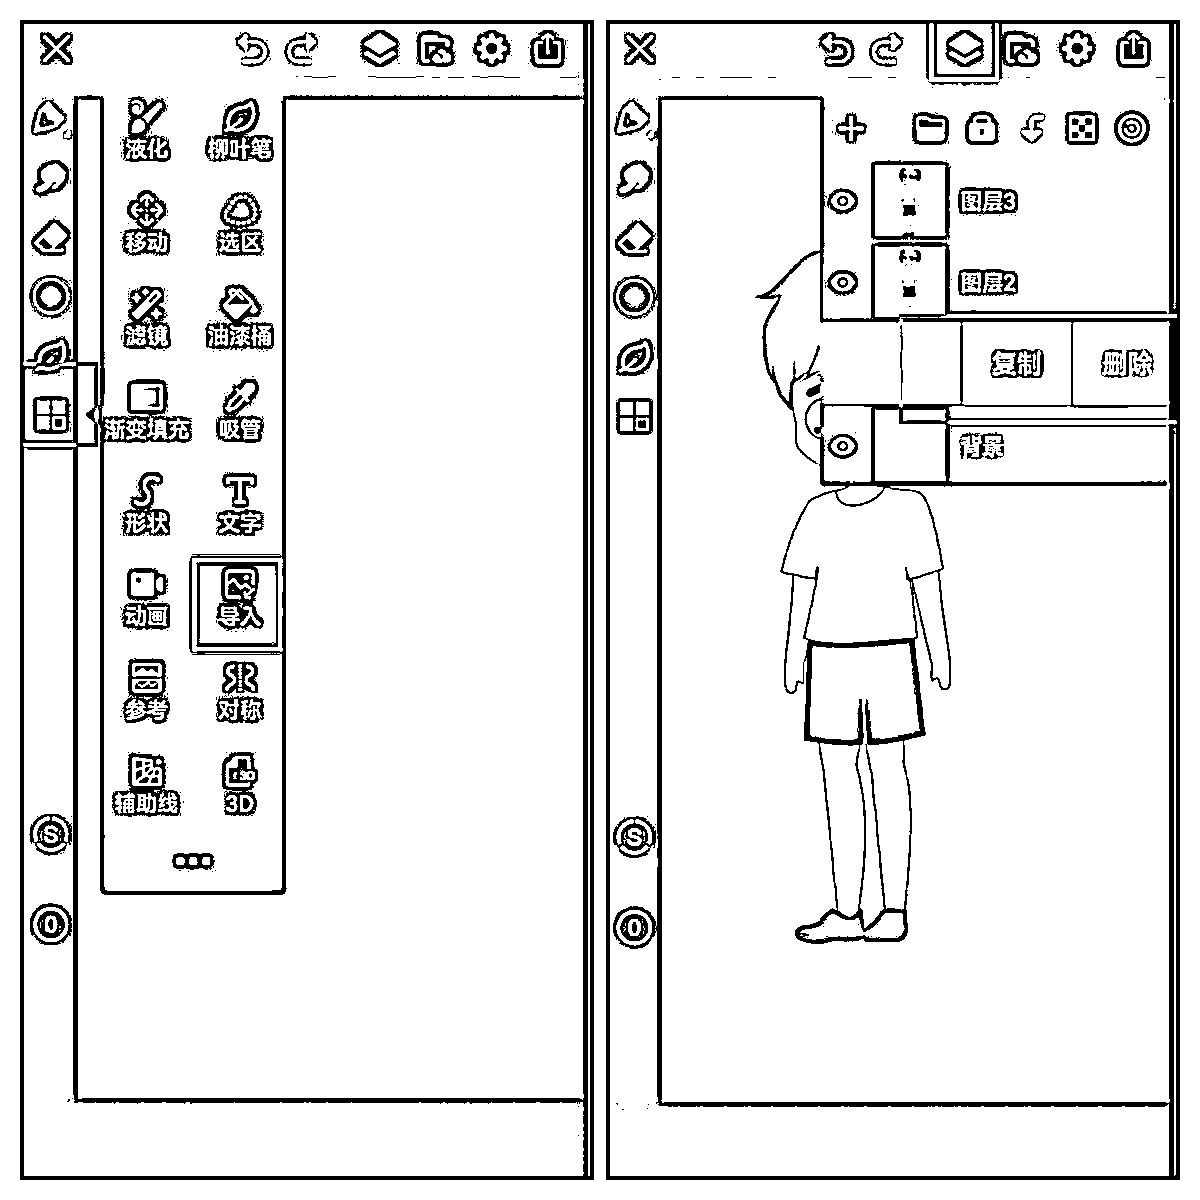 液化 柳叶笔
移动 选区
滤镜 油漆桶
渐变填充 吸管
形状 文字
动画 导入
参考 对称
辅助线 3D
S
0
图层3
图层2
复制 删除
背景
S
0